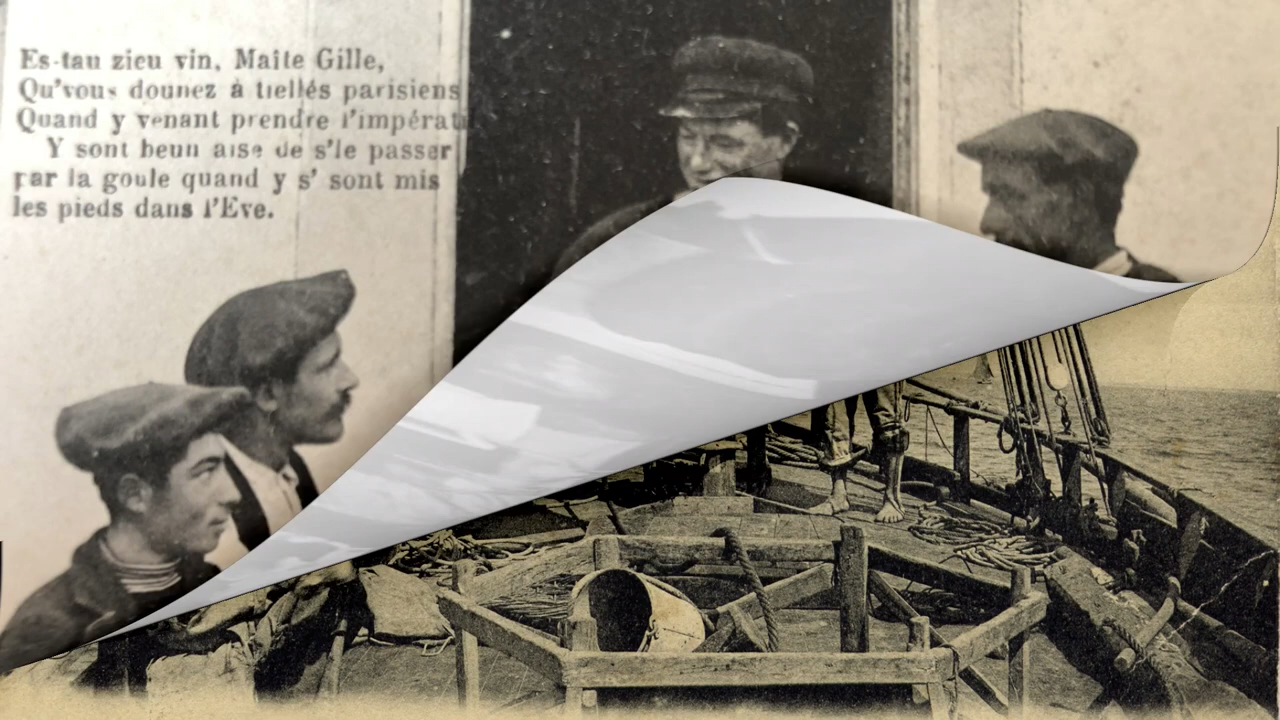 Es-tau zieu vin, Maite Gille,
Qu'vous dounez à tiellés parisiens
Quand y venant prendre l'impérat
Y sont beun aise de s'le passer
par la goule quand y s' sont mis
les pieds dans l'Eve.